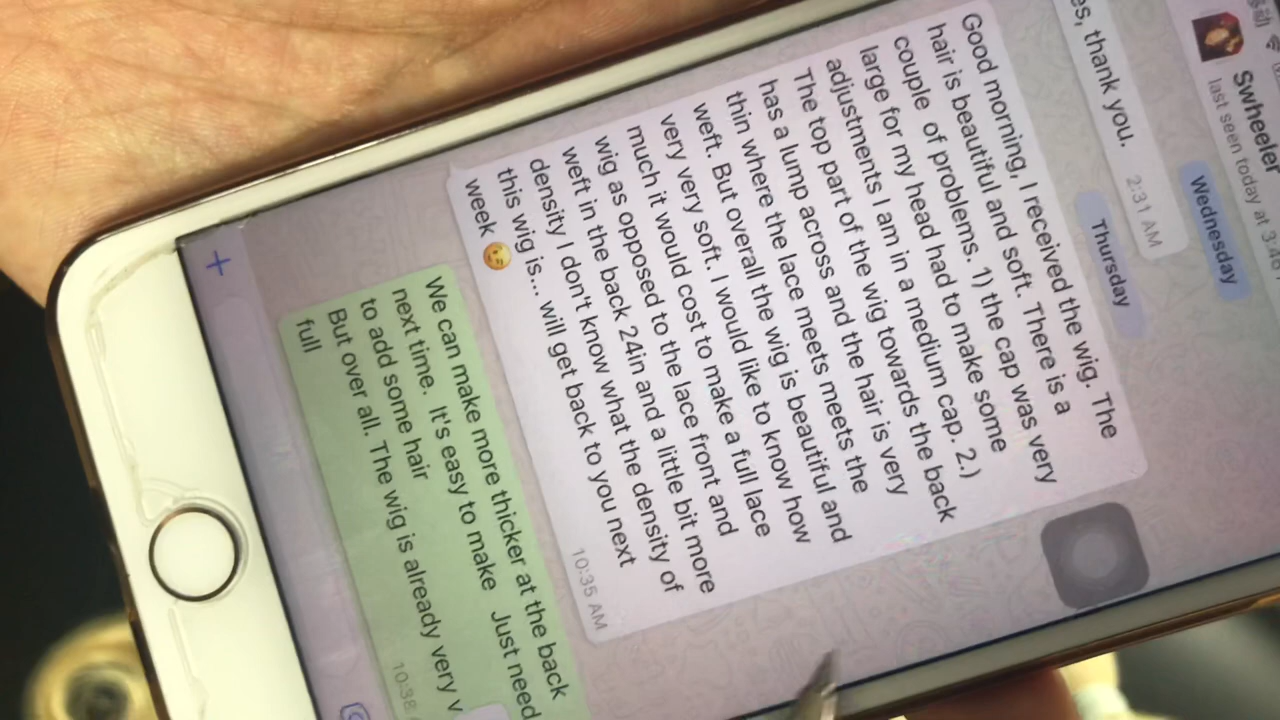 Swheeler
last seen today at 3:46
Wednesday
es, thank you. 2:31 AM
Thursday
Good morning, I received the wig. The
hair is beautiful and soft. There is a
couple of problems. 1) the cap was very
large for my head had to make some
adjustments I am in a medium cap. 2.)
The top part of the wig towards the back
has a lump across and the hair is very
thin where the lace meets meets the
weft. But overall the wig is beautiful and
very very soft. I would like to know how
much it would cost to make a full lace
wig as opposed to the lace front and
weft in the back 24in and a little bit more
density I don't know what the density of
this wig is... will get back to you next
week 😕
10:35 AM
We can make more thicker at the back
next time. It's easy to make Just need
to add some hair
But over all. The wig is already very v
full
10:38